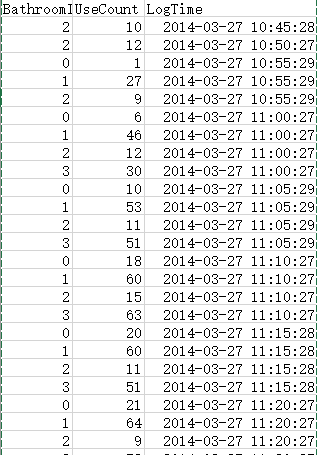 BathroomI UseCount LogTime
2 10 2014-03-27 10:45:28
2 12 2014-03-27 10:50:27
0 1 2014-03-27 10:55:29
1 27 2014-03-27 10:55:29
2 9 2014-03-27 10:55:29
0 6 2014-03-27 11:00:27
1 46 2014-03-27 11:00:27
2 12 2014-03-27 11:00:27
3 30 2014-03-27 11:00:27
0 10 2014-03-27 11:05:29
1 53 2014-03-27 11:05:29
2 11 2014-03-27 11:05:29
3 51 2014-03-27 11:05:29
0 18 2014-03-27 11:10:27
1 60 2014-03-27 11:10:27
2 15 2014-03-27 11:10:27
3 63 2014-03-27 11:10:27
0 20 2014-03-27 11:15:28
1 60 2014-03-27 11:15:28
2 11 2014-03-27 11:15:28
3 51 2014-03-27 11:15:28
0 21 2014-03-27 11:20:27
1 64 2014-03-27 11:20:27
2 9 2014-03-27 11:20:27